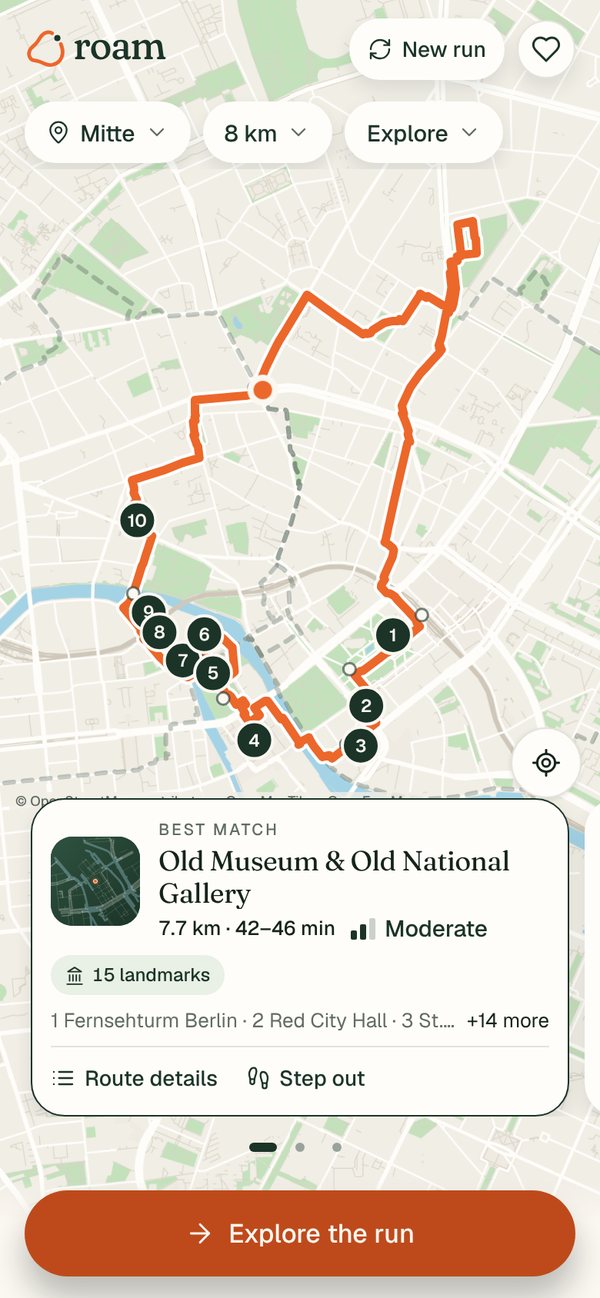 roam
New run
Mitte
8 km
Explore
10
9
8
6
7
5
1
2
4
3
BEST MATCH
Old Museum & Old National
Gallery
7.7 km · 42–46 min
Moderate
15 landmarks
1 Fernsehturm Berlin · 2 Red City Hall · 3 St.... +14 more
Route details
Step out
Explore the run